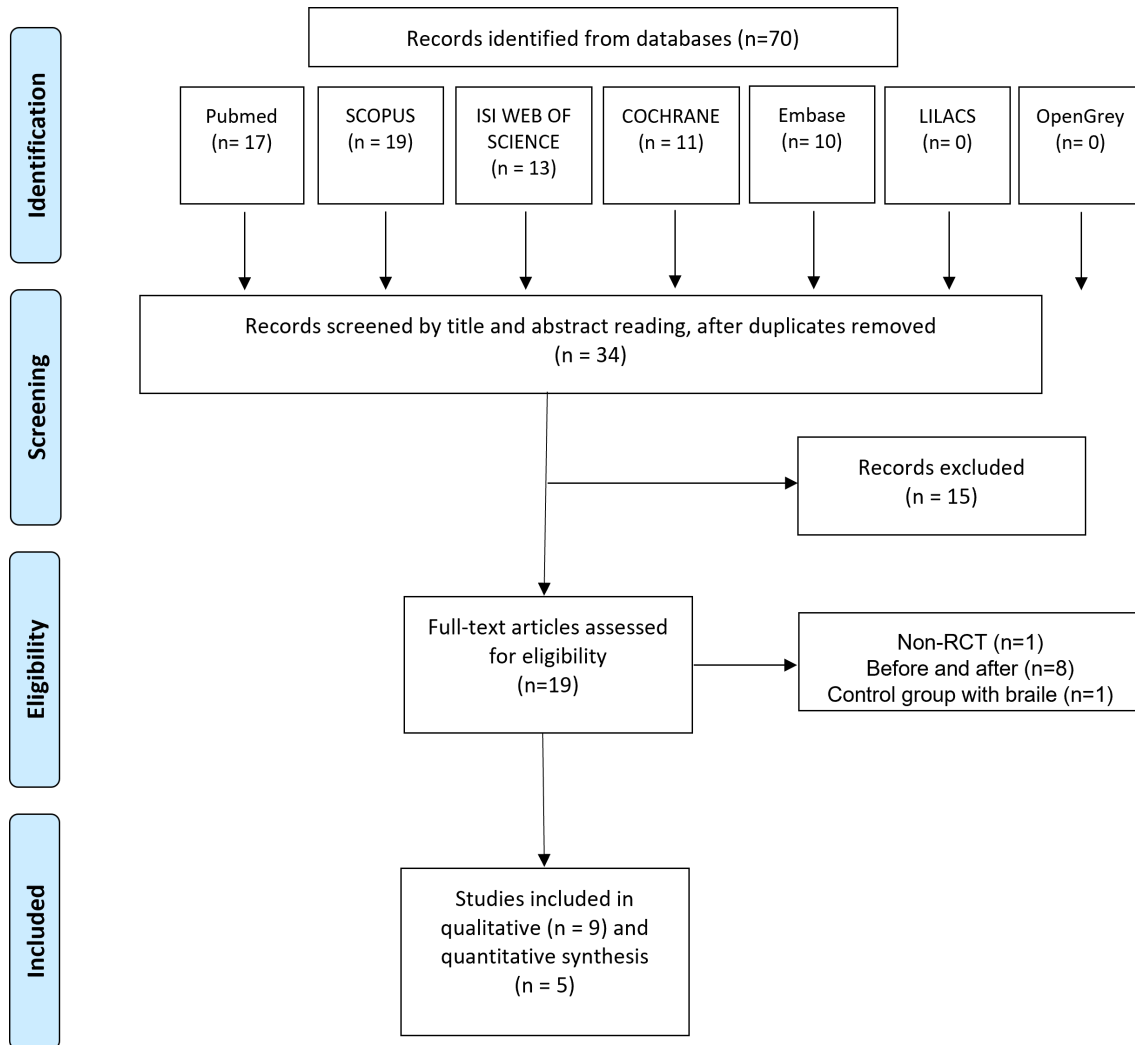 Records identified from databases (n=70)
Identification
Pubmed
(n= 17)
SCOPUS
(n = 19)
ISI WEB OF
SCIENCE
(n = 13)
COCHRANE
(n = 11)
Embase
(n= 10)
LILACS
(n= 0)
OpenGrey
(n= 0)
Screening
Records screened by title and abstract reading, after duplicates removed
(n = 34)
Records excluded
(n = 15)
Eligibility
Full-text articles assessed
for eligibility
(n=19)
Non-RCT (n=1)
Before and after (n=8)
Control group with braile (n=1)
Included
Studies included in
qualitative (n = 9) and
quantitative synthesis
(n = 5)